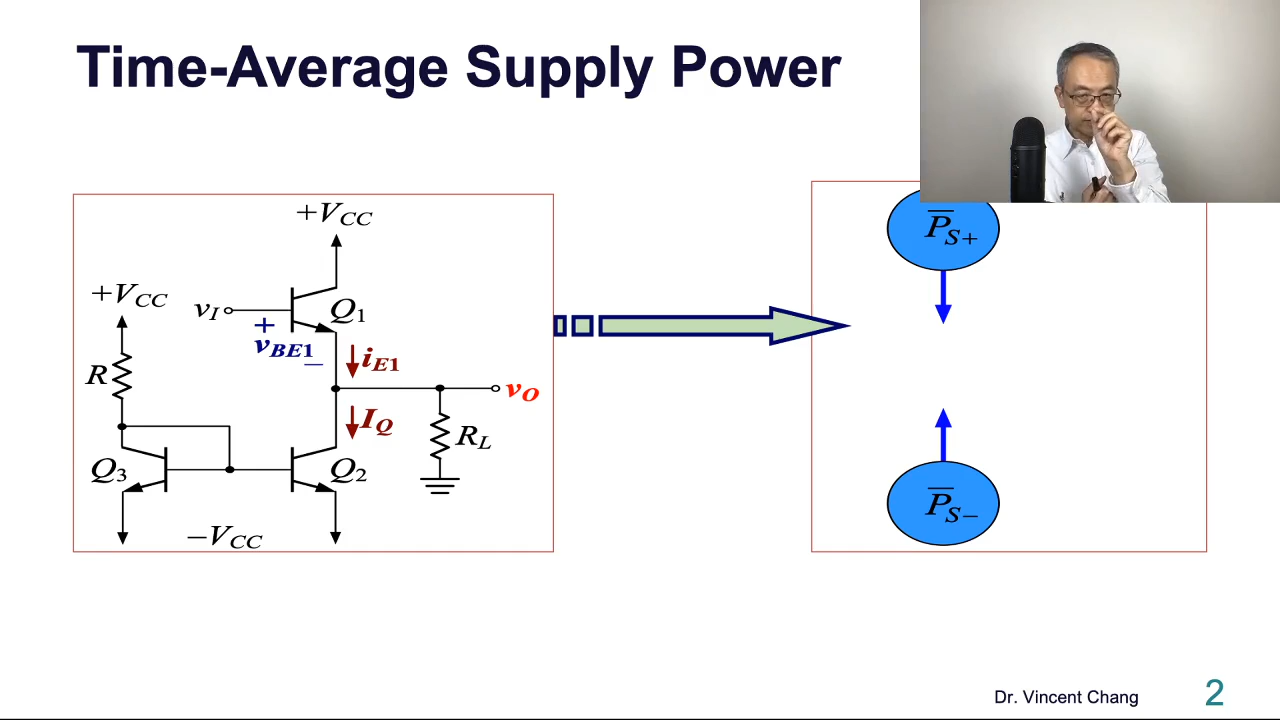 Time-Average Supply Power
+V_CC
+V_CC
v_I
Q_1
+
v_BE1
−
i_E1
R
v_O
I_Q
R_L
Q_3
Q_2
−V_CC
P̅_S+
P̅_S−
Dr. Vincent Chang
2